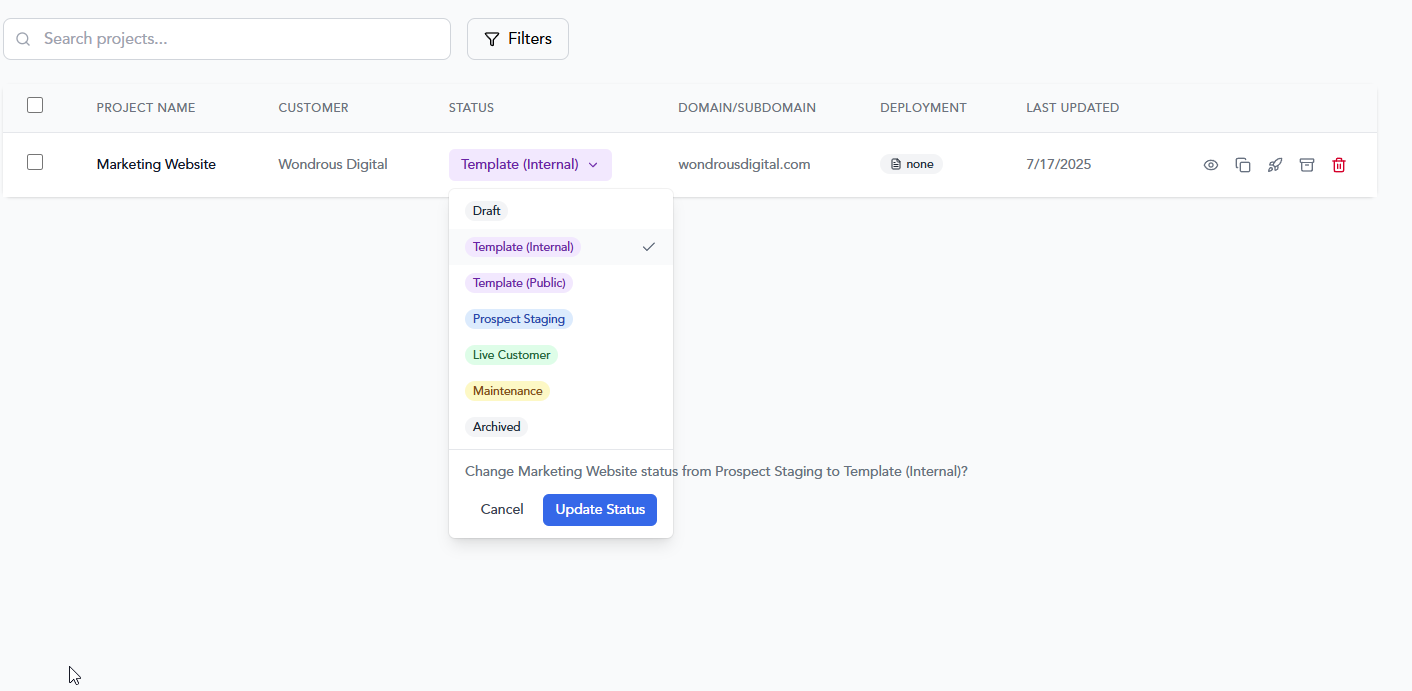 Search projects...
Filters
PROJECT NAME CUSTOMER STATUS DOMAIN/SUBDOMAIN DEPLOYMENT LAST UPDATED
Marketing Website Wondrous Digital Template (Internal) wondrousdigital.com none 7/17/2025
Draft
Template (Internal)
Template (Public)
Prospect Staging
Live Customer
Maintenance
Archived
Change Marketing Website status from Prospect Staging to Template (Internal)?
Cancel Update Status